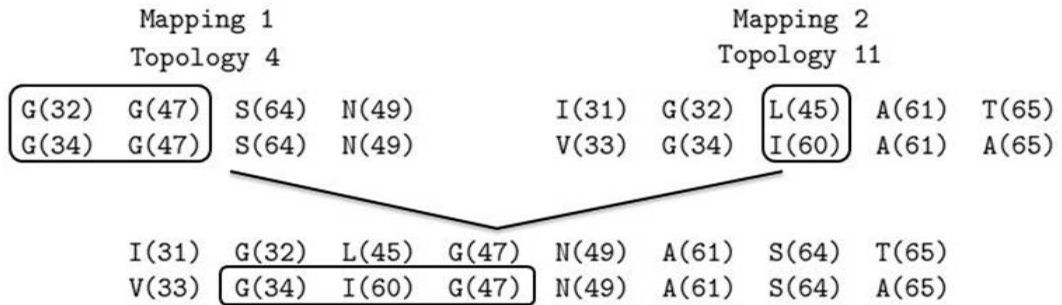 Mapping 1 Mapping 2
Topology 4 Topology 11
G(32) G(47) S(64) N(49) I(31) G(32) L(45) A(61) T(65)
G(34) G(47) S(64) N(49) V(33) G(34) I(60) A(61) A(65)
I(31) G(32) L(45) G(47) N(49) A(61) S(64) T(65)
V(33) G(34) I(60) G(47) N(49) A(61) S(64) A(65)